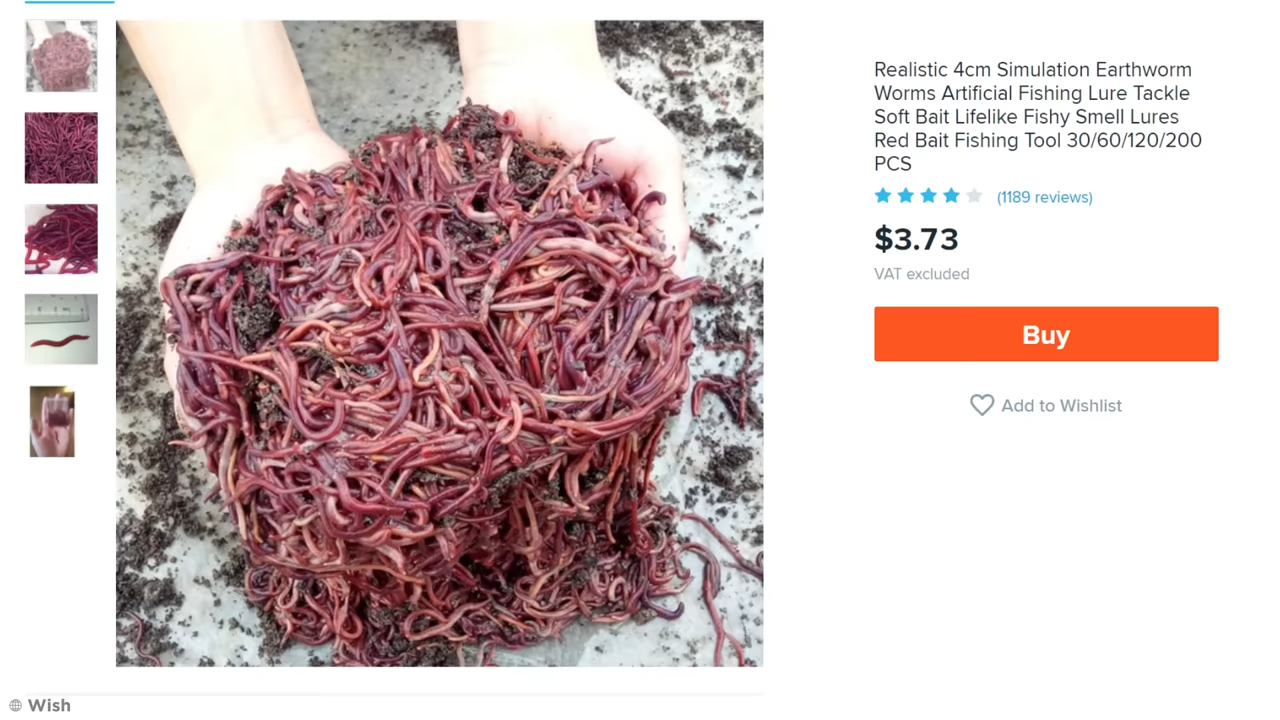 Realistic 4cm Simulation Earthworm
Worms Artificial Fishing Lure Tackle
Soft Bait Lifelike Fishy Smell Lures
Red Bait Fishing Tool 30/60/120/200
PCS
(1189 reviews)
$3.73
VAT excluded
Buy
Add to Wishlist
Wish